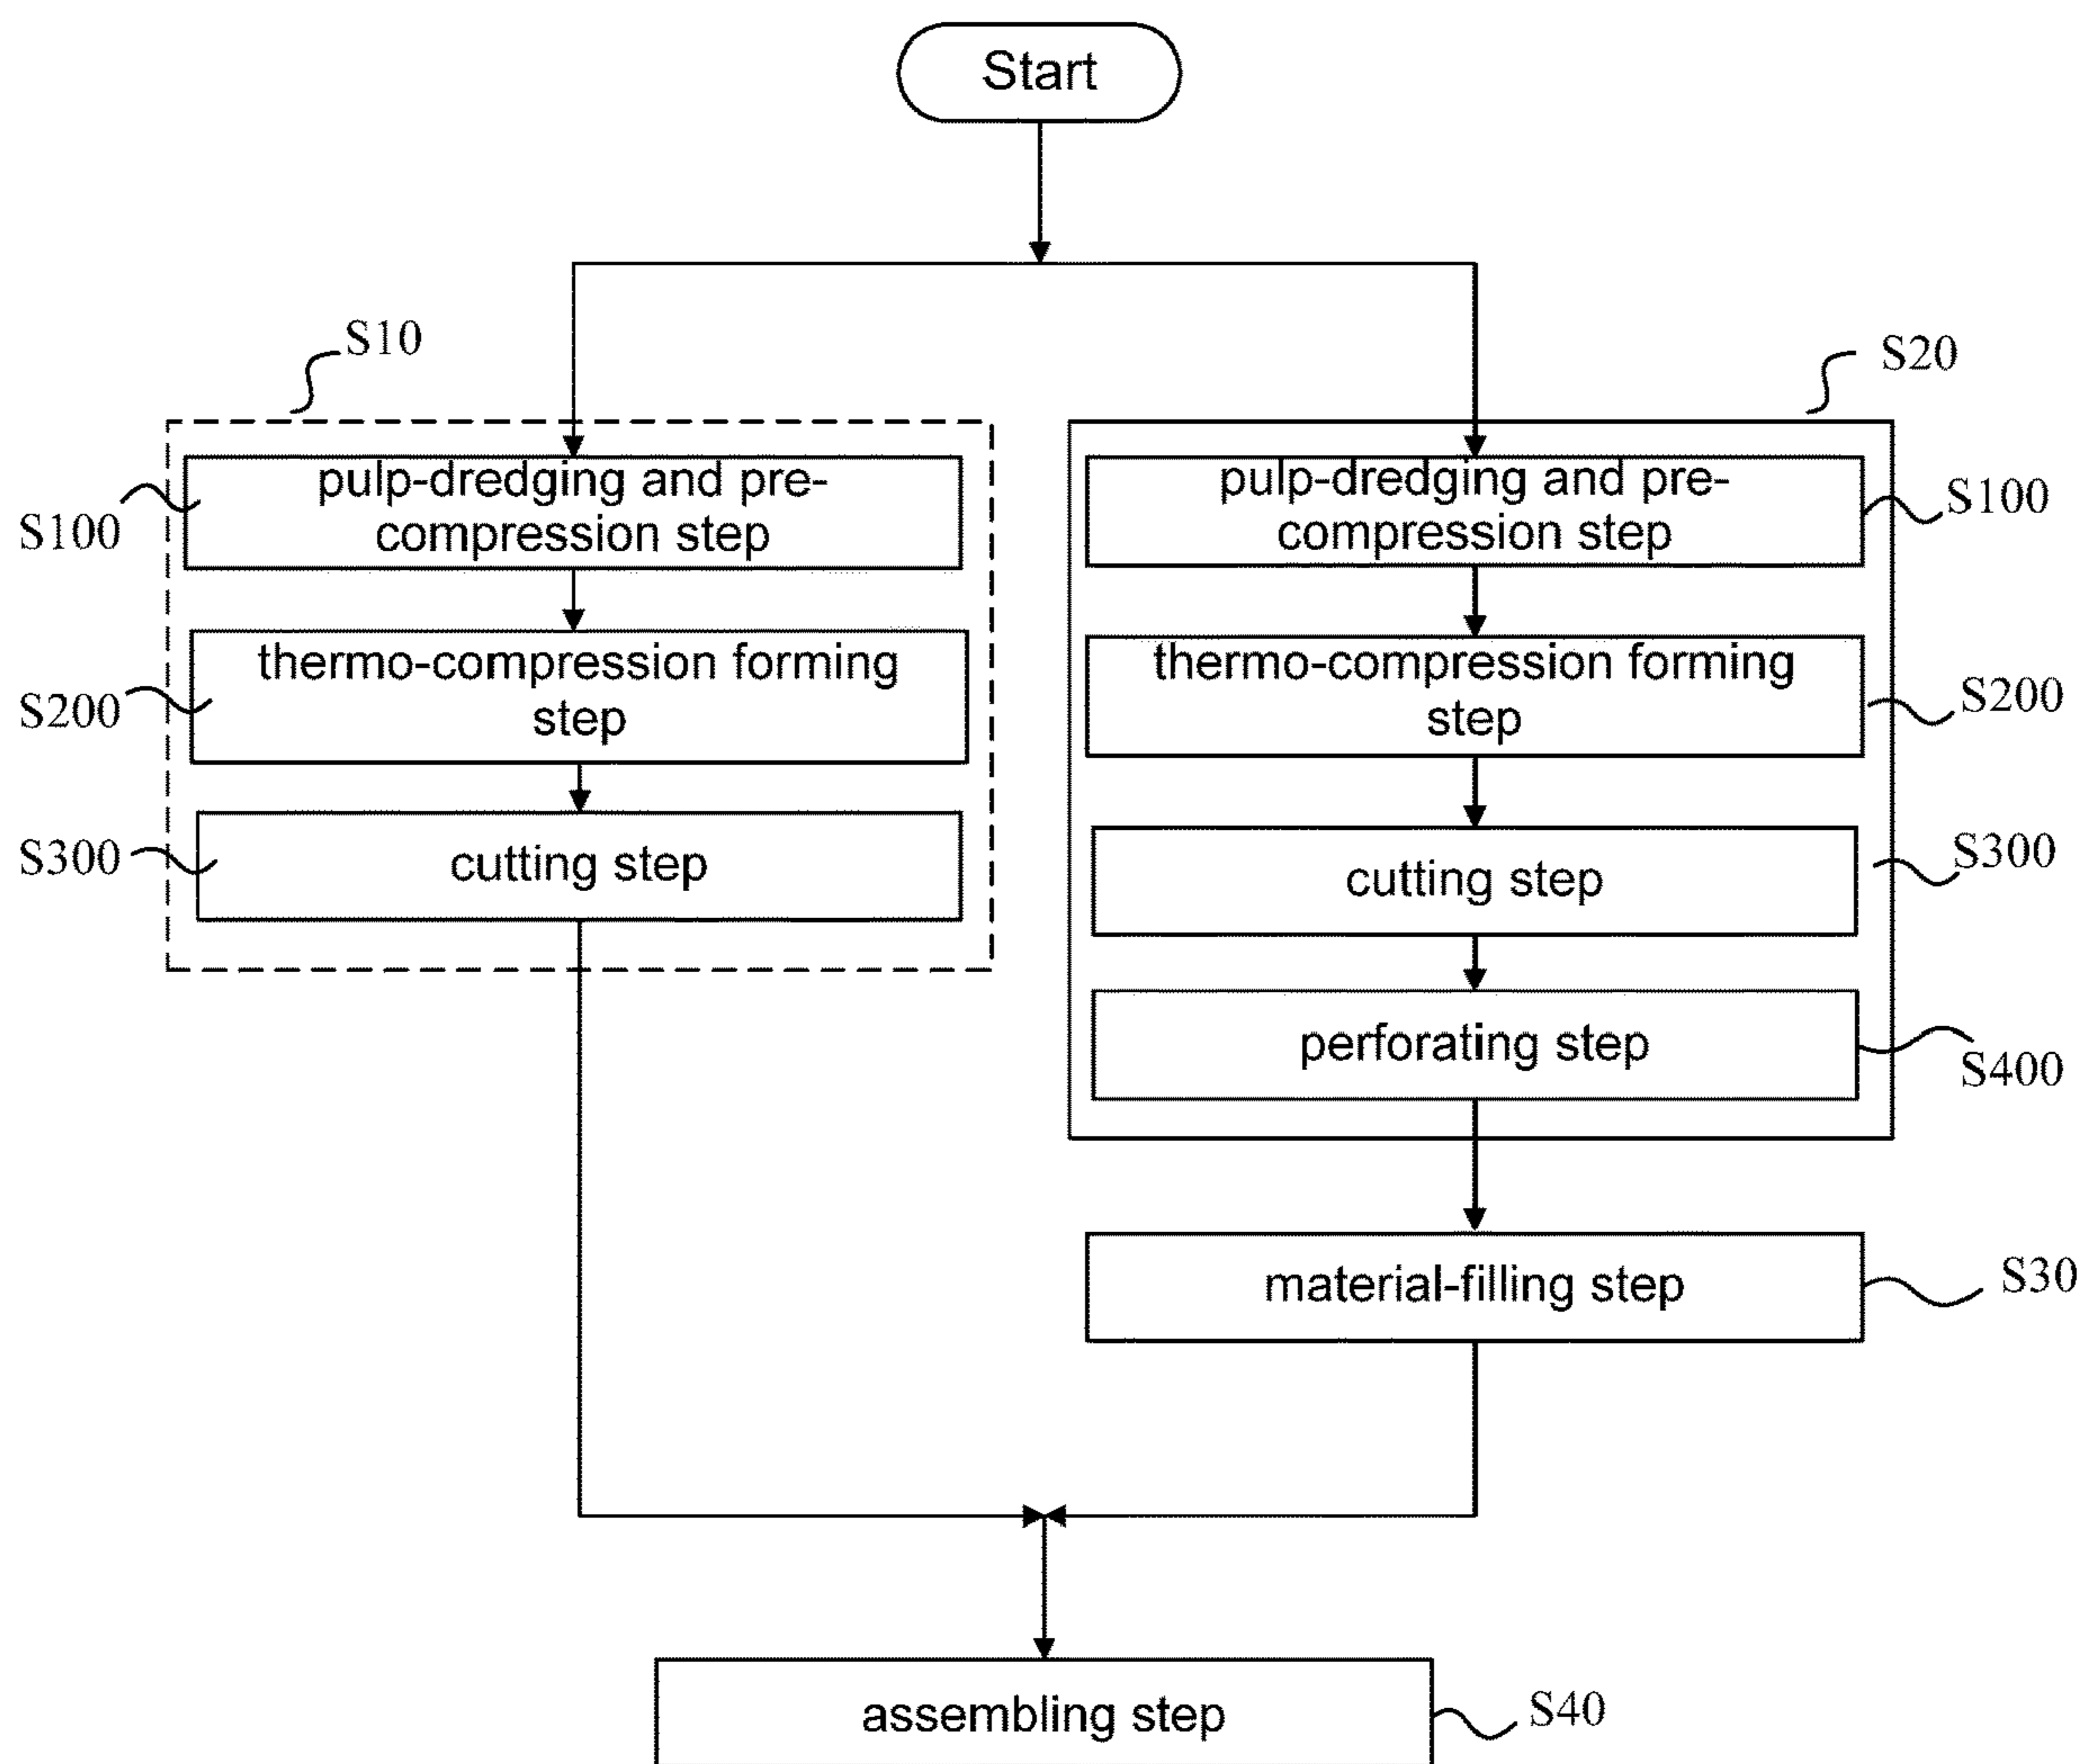 Start
S10
S20
pulp-dredging and pre-
compression step
S100
pulp-dredging and pre-
compression step
S100
thermo-compression forming
step
S200
thermo-compression forming
step
S200
cutting step
S300
cutting step
S300
perforating step
S400
material-filling step
S30
assembling step
S40